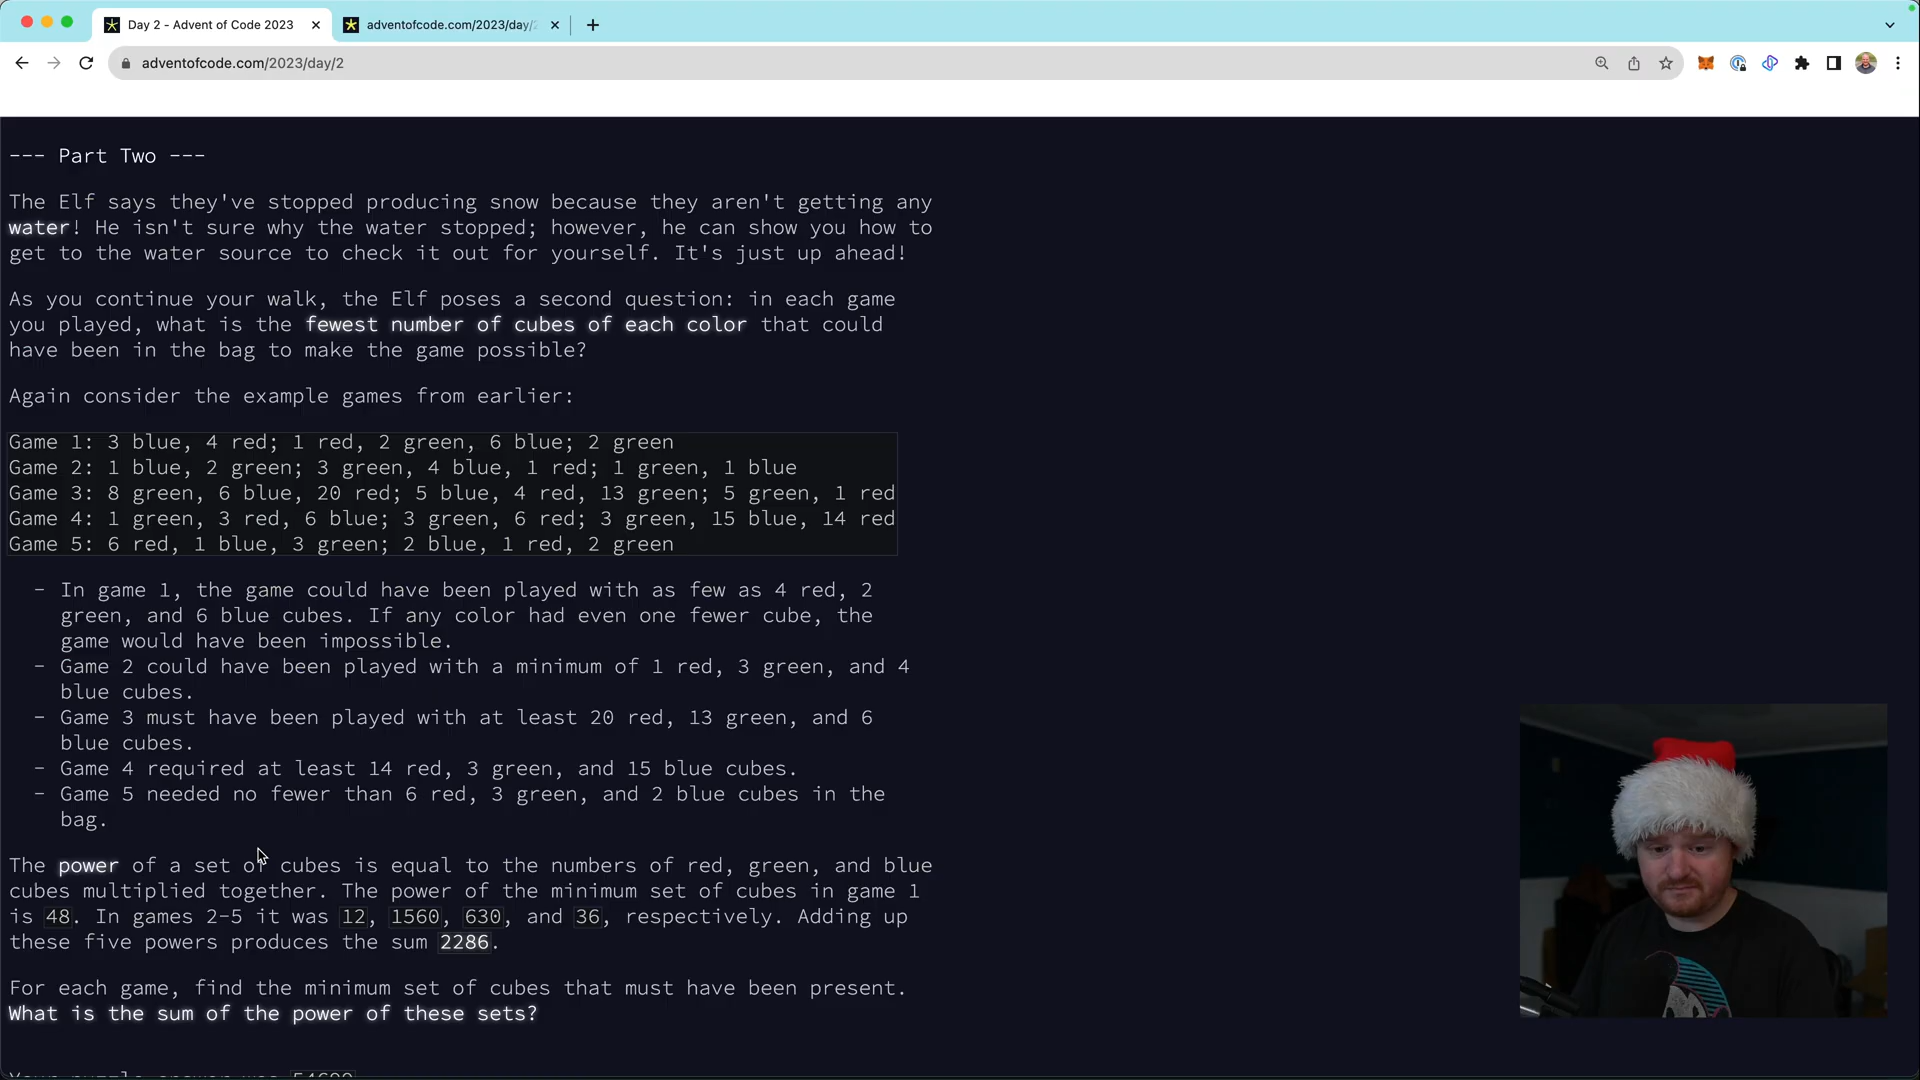 Day 2 - Advent of Code 2023
adventofcode.com/2023/day/2
adventofcode.com/2023/day/2
--- Part Two ---
The Elf says they've stopped producing snow because they aren't getting any
water! He isn't sure why the water stopped; however, he can show you how to
get to the water source to check it out for yourself. It's just up ahead!
As you continue your walk, the Elf poses a second question: in each game
you played, what is the fewest number of cubes of each color that could
have been in the bag to make the game possible?
Again consider the example games from earlier:
Game 1: 3 blue, 4 red; 1 red, 2 green, 6 blue; 2 green
Game 2: 1 blue, 2 green; 3 green, 4 blue, 1 red; 1 green, 1 blue
Game 3: 8 green, 6 blue, 20 red; 5 blue, 4 red, 13 green; 5 green, 1 red
Game 4: 1 green, 3 red, 6 blue; 3 green, 6 red; 3 green, 15 blue, 14 red
Game 5: 6 red, 1 blue, 3 green; 2 blue, 1 red, 2 green
- In game 1, the game could have been played with as few as 4 red, 2
green, and 6 blue cubes. If any color had even one fewer cube, the
game would have been impossible.
- Game 2 could have been played with a minimum of 1 red, 3 green, and 4
blue cubes.
- Game 3 must have been played with at least 20 red, 13 green, and 6
blue cubes.
- Game 4 required at least 14 red, 3 green, and 15 blue cubes.
- Game 5 needed no fewer than 6 red, 3 green, and 2 blue cubes in the
bag.
The power of a set of cubes is equal to the numbers of red, green, and blue
cubes multiplied together. The power of the minimum set of cubes in game 1
is 48. In games 2-5 it was 12, 1560, 630, and 36, respectively. Adding up
these five powers produces the sum 2286.
For each game, find the minimum set of cubes that must have been present.
What is the sum of the power of these sets?
Your puzzle answer was